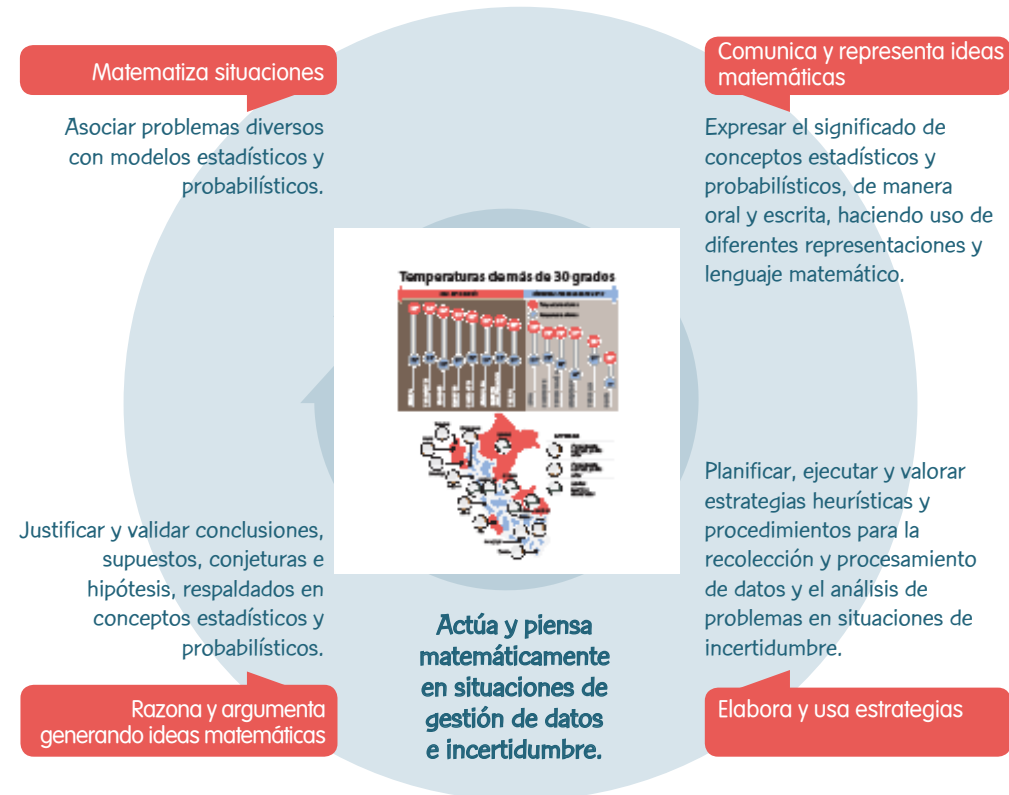 Matematiza situaciones
Asociar problemas diversos
con modelos estadísticos y
probabilísticos.
Comunica y representa ideas
matemáticas
Expresar el significado de
conceptos estadísticos y
probabilísticos, de manera
oral y escrita, haciendo uso de
diferentes representaciones y
lenguaje matemático.
Temperaturas de más de 30 grados
Justificar y validar conclusiones,
supuestos, conjeturas e
hipótesis, respaldados en
conceptos estadísticos y
probabilísticos.
Razona y argumenta
generando ideas matemáticas
Planificar, ejecutar y valorar
estrategias heurísticas y
procedimientos para la
recolección y procesamiento
de datos y el análisis de
problemas en situaciones de
incertidumbre.
Elabora y usa estrategias
Actúa y piensa
matemáticamente
en situaciones de
gestión de datos
e incertidumbre.